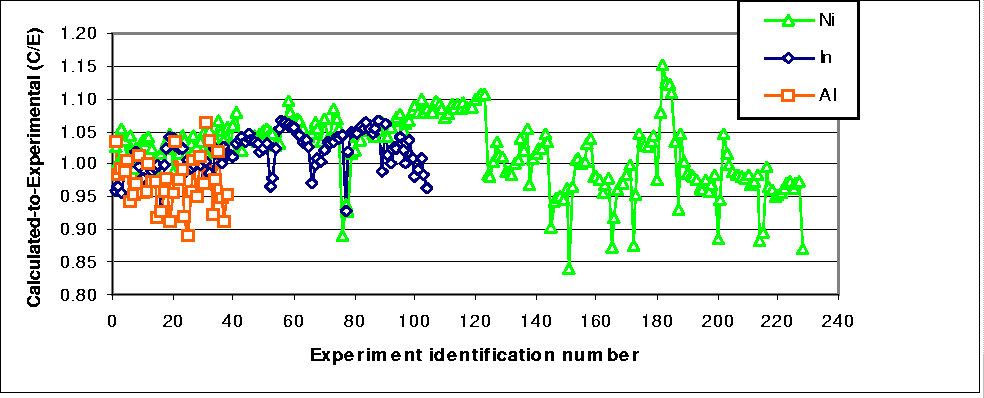 Ni
In
Al
Calculated-to-Experimental (C/E)
1.20
1.15
1.10
1.05
1.00
0.95
0.90
0.85
0.80
0 20 40 60 80 100 120 140 160 180 200 220 240
Experiment identification number